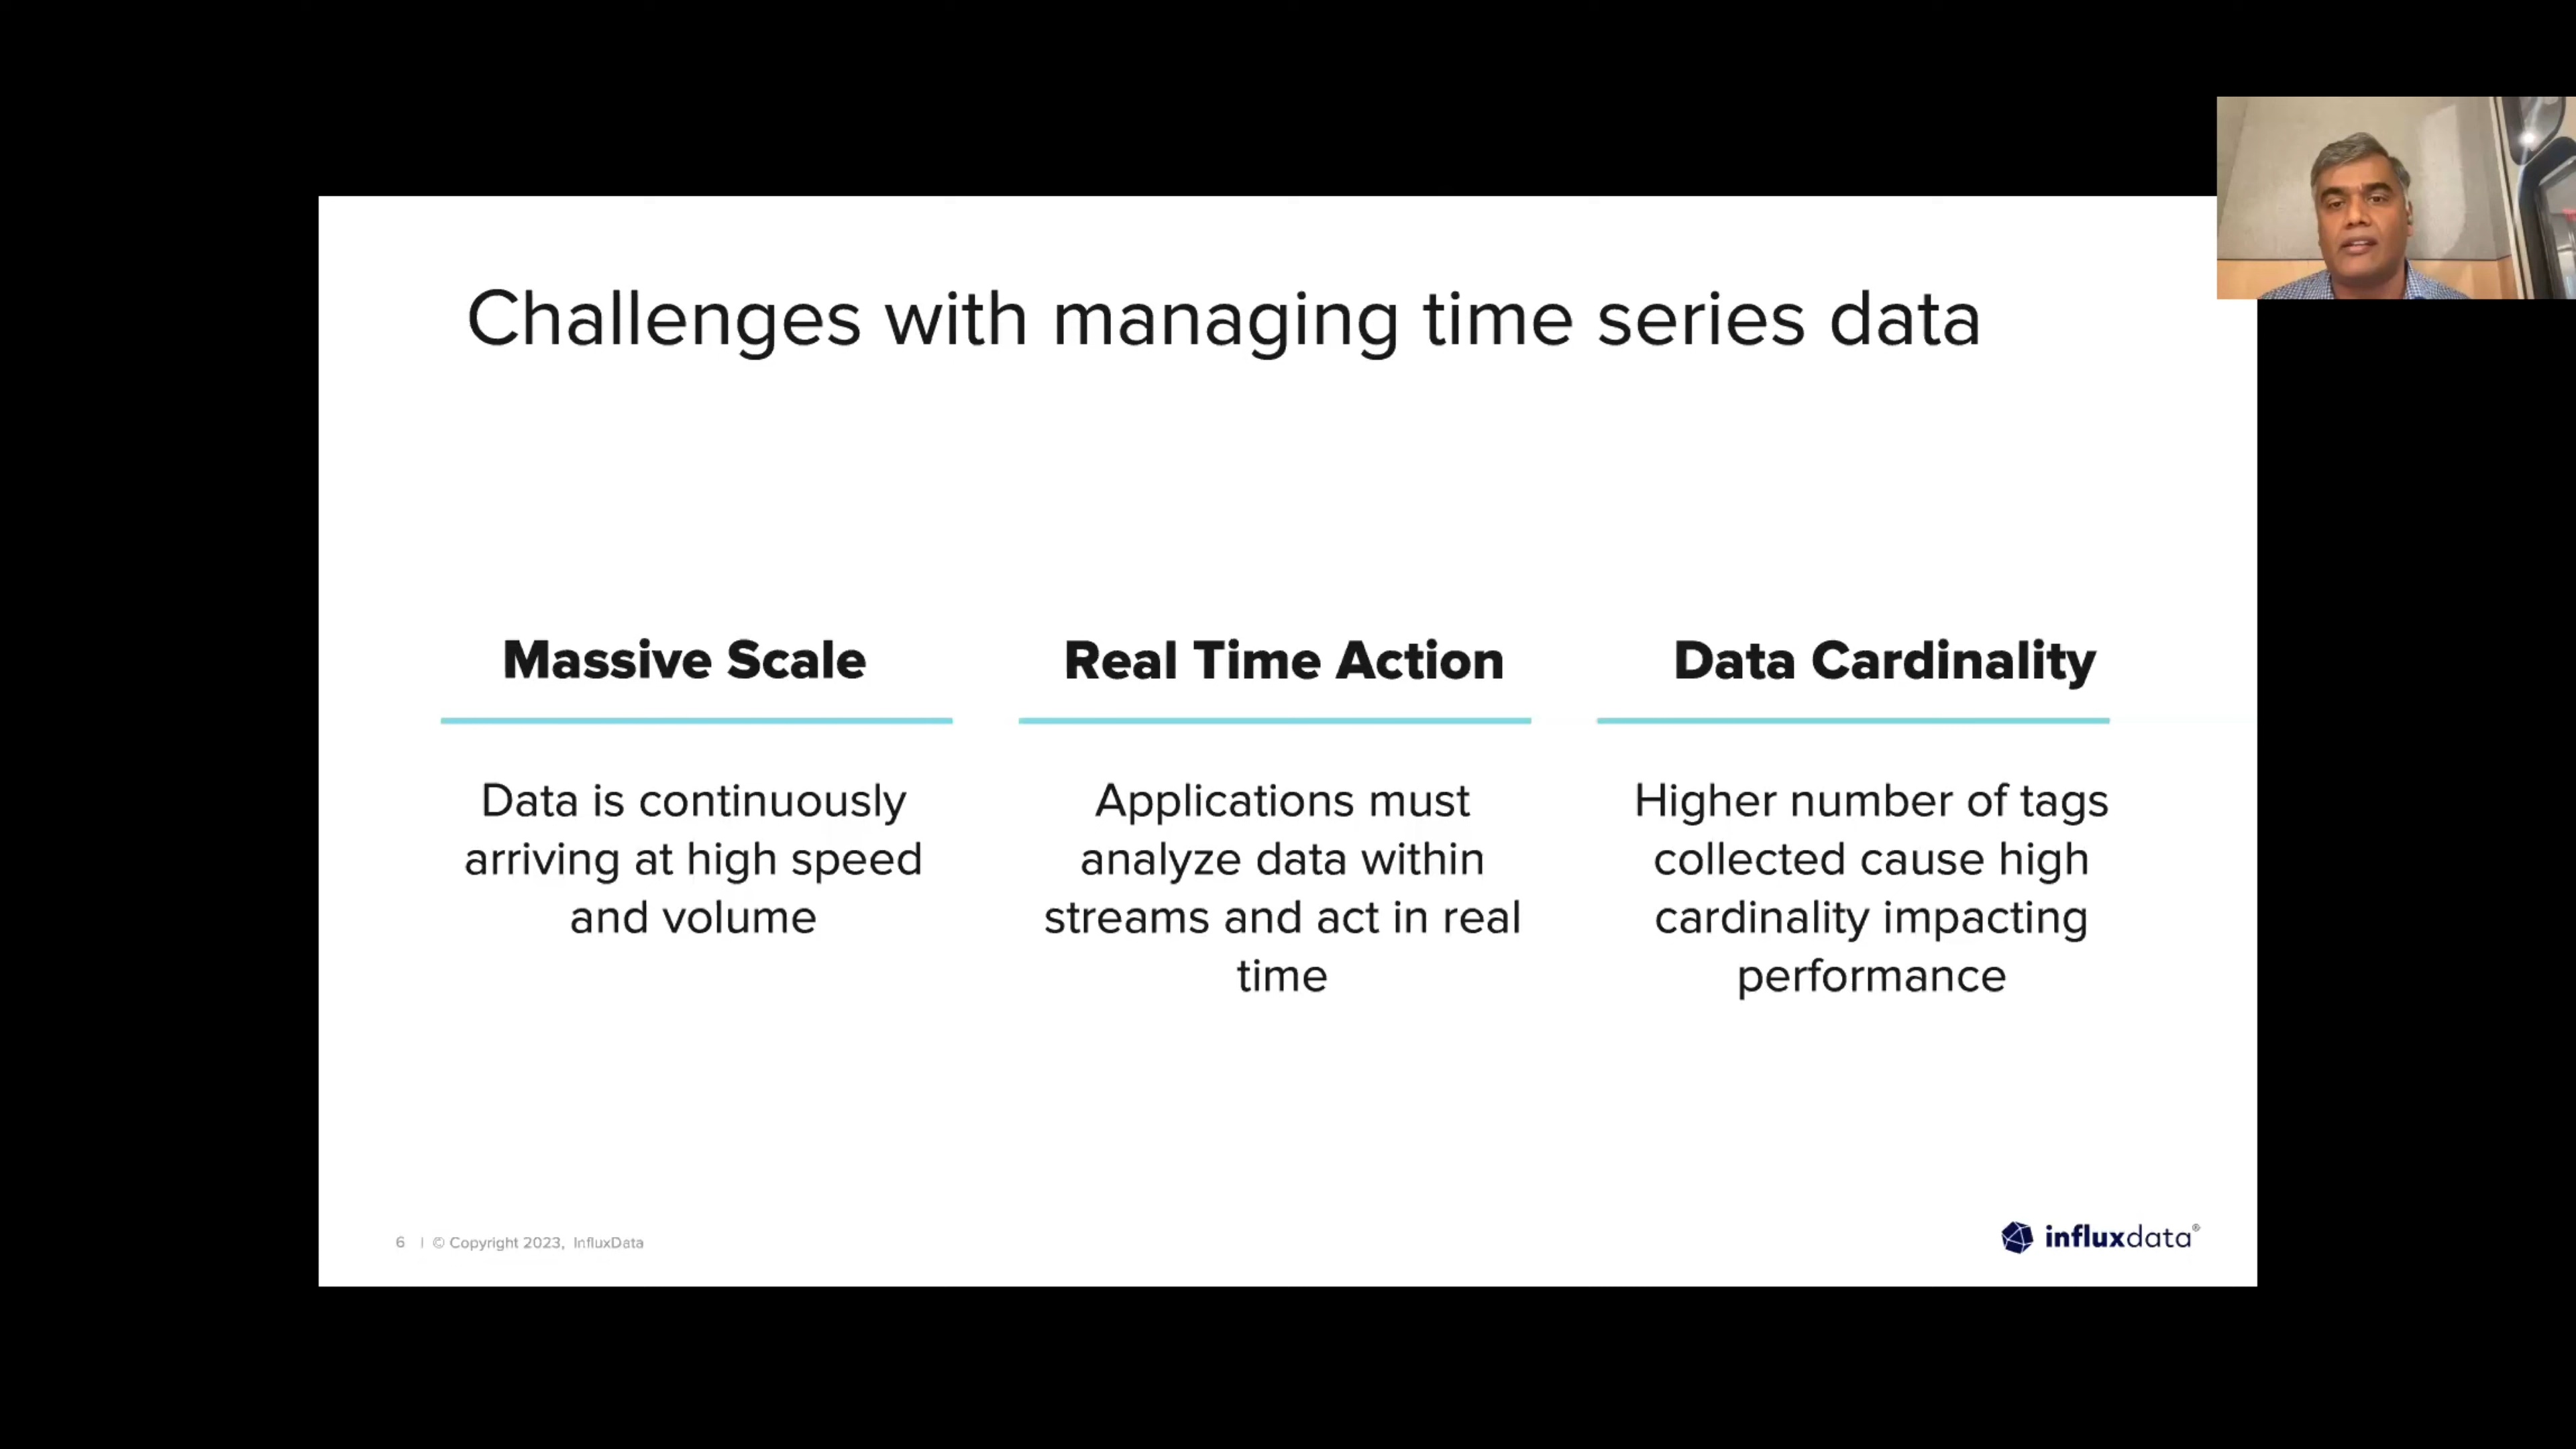 Challenges with managing time series data
Massive Scale
Data is continuously
arriving at high speed
and volume
Real Time Action
Applications must
analyze data within
streams and act in real
time
Data Cardinality
Higher number of tags
collected cause high
cardinality impacting
performance
6 | © Copyright 2023, InfluxData
influxdata®